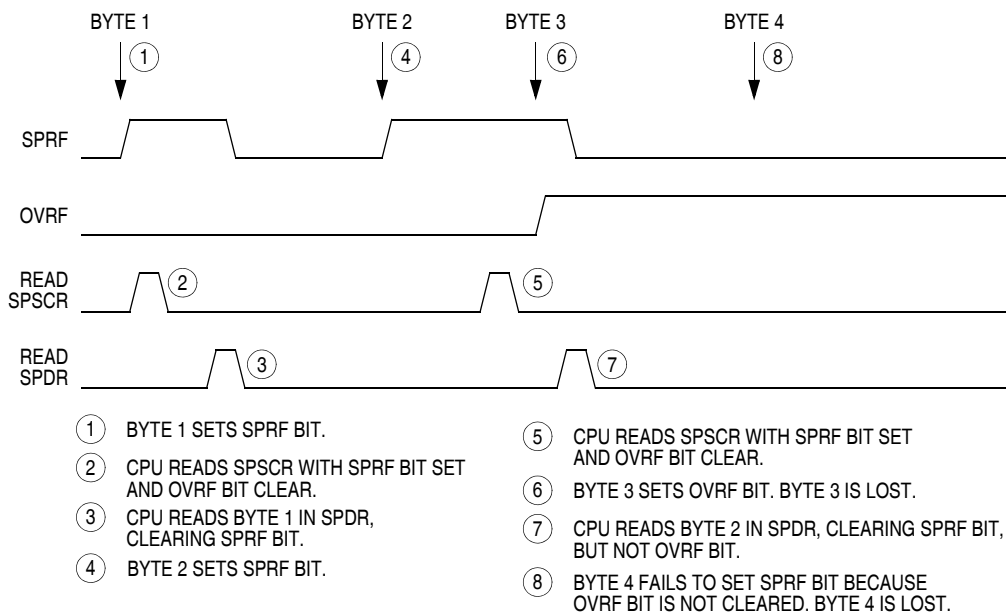 BYTE 1 BYTE 2 BYTE 3 BYTE 4
1 4 6 8
SPRF
OVRF
READ
SPSCR
2 5
READ
SPDR
3 7
1 BYTE 1 SETS SPRF BIT.
2 CPU READS SPSCR WITH SPRF BIT SET
AND OVRF BIT CLEAR.
3 CPU READS BYTE 1 IN SPDR,
CLEARING SPRF BIT.
4 BYTE 2 SETS SPRF BIT.
5 CPU READS SPSCR WITH SPRF BIT SET
AND OVRF BIT CLEAR.
6 BYTE 3 SETS OVRF BIT. BYTE 3 IS LOST.
7 CPU READS BYTE 2 IN SPDR, CLEARING SPRF BIT,
BUT NOT OVRF BIT.
8 BYTE 4 FAILS TO SET SPRF BIT BECAUSE
OVRF BIT IS NOT CLEARED. BYTE 4 IS LOST.